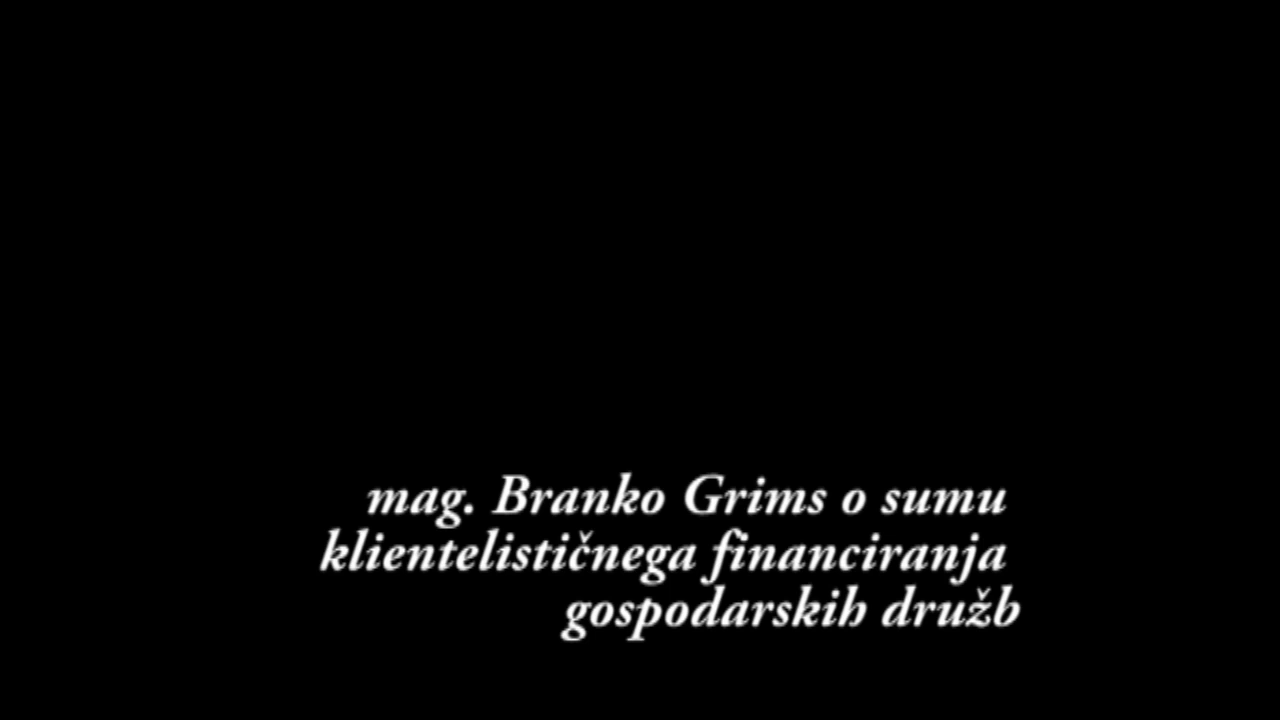 mag. Branko Grims o sumu
klientelističnega financiranja
gospodarskih družb